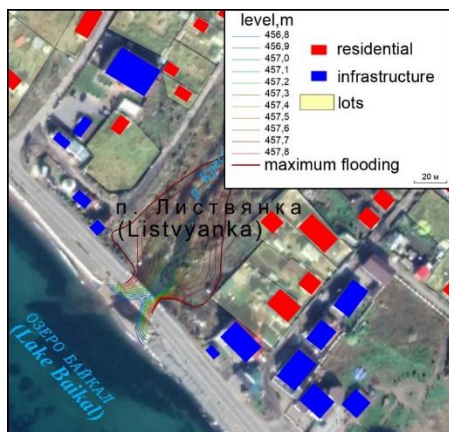 level,m
456,8
456,9
457,0
457,1
457,2
457,3
457,4
457,5
457,6
457,7
457,8
residential
infrastructure
lots
maximum flooding
20 м
п. Листвянка
(Listvyanka)
ОЗЕРО БАЙКАЛ
(Lake Baikal)